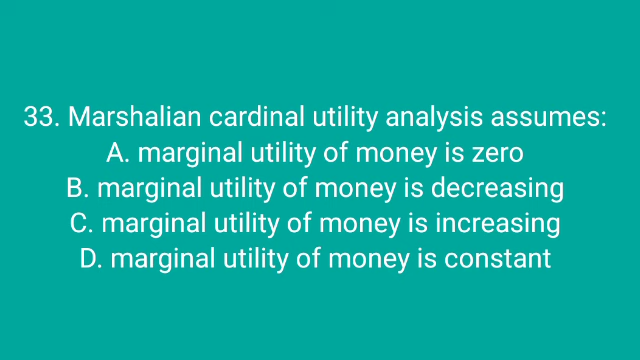 33. Marshalian cardinal utility analysis assumes:
A. marginal utility of money is zero
B. marginal utility of money is decreasing
C. marginal utility of money is increasing
D. marginal utility of money is constant